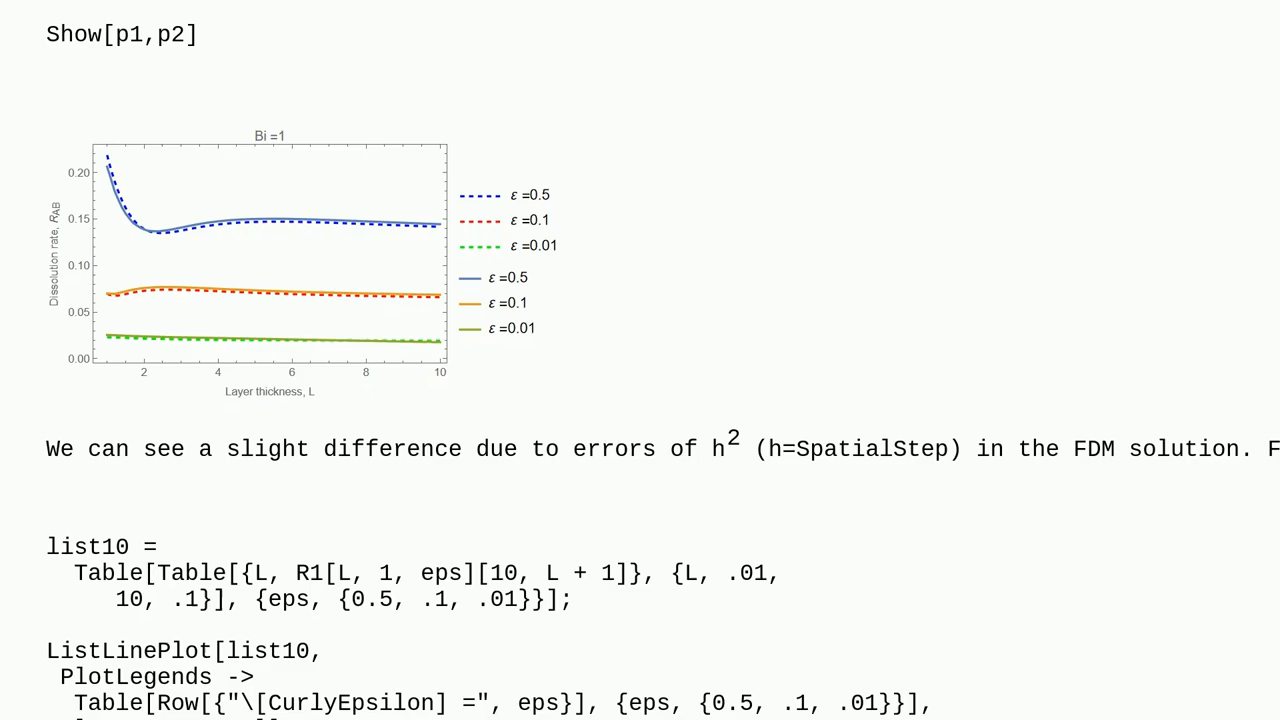 Show[p1,p2]
Bi =1
0.20
0.15
0.10
0.05
0.00
Dissolution rate, RAB
2 4 6 8 10
Layer thickness, L
ε =0.5
ε =0.1
ε =0.01
ε =0.5
ε =0.1
ε =0.01
We can see a slight difference due to errors of h2 (h=SpatialStep) in the FDM solution. F
list10 =
Table[Table[{L, R1[L, 1, eps][10, L + 1]}, {L, .01,
10, .1}], {eps, {0.5, .1, .01}}];
ListLinePlot[list10,
PlotLegends ->
Table[Row[{"\[CurlyEpsilon] =", eps}], {eps, {0.5, .1, .01}}],